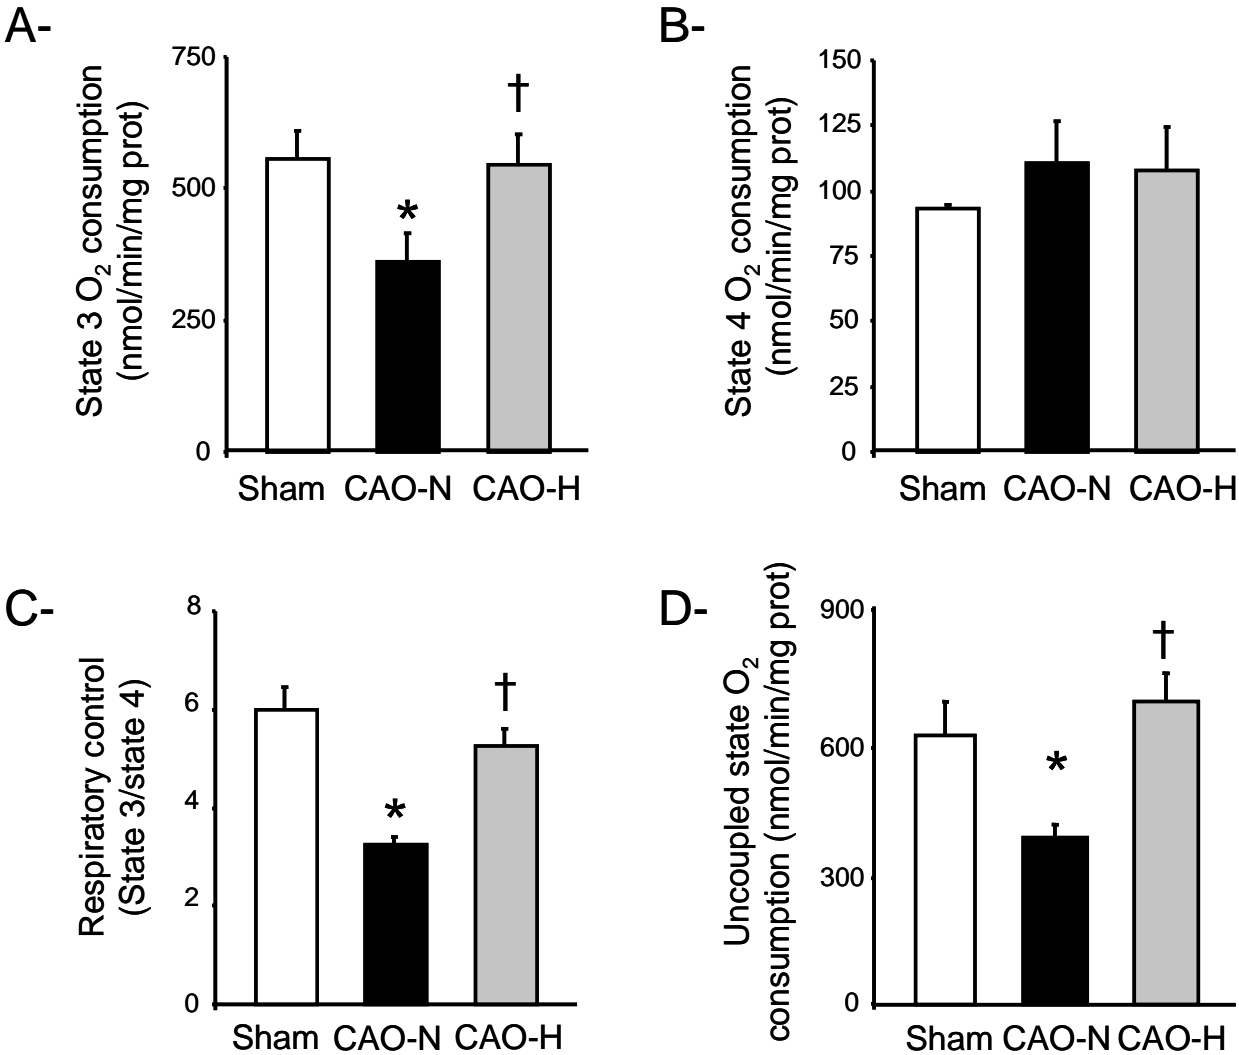 A-
State 3 O2 consumption
(nmol/min/mg prot)
750
500
250
0
*
†
Sham CAO-N CAO-H
B-
State 4 O2 consumption
(nmol/min/mg prot)
150
125
100
75
50
25
0
Sham CAO-N CAO-H
C-
Respiratory control
(State 3/state 4)
8
6
4
2
0
*
†
Sham CAO-N CAO-H
D-
Uncoupled state O2
consumption (nmol/min/mg prot)
900
600
300
0
*
†
Sham CAO-N CAO-H